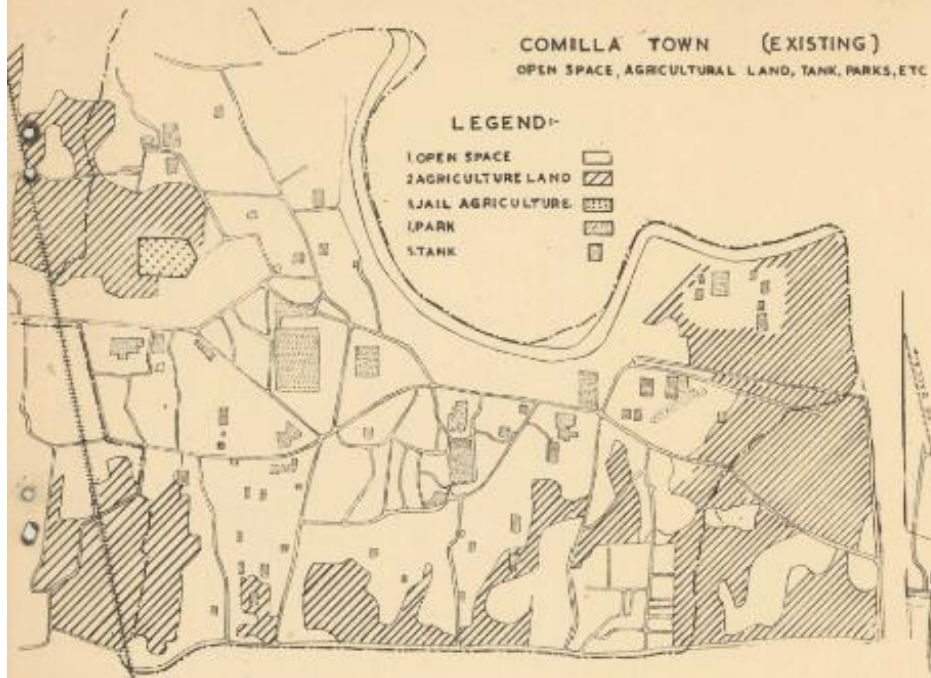 COMILLA TOWN (EXISTING)
OPEN SPACE, AGRICULTURAL LAND, TANK, PARKS, ETC
LEGEND:-
1. OPEN SPACE
2 AGRICULTURE LAND
3. JAIL AGRICULTURE
1. PARK
5. TANK